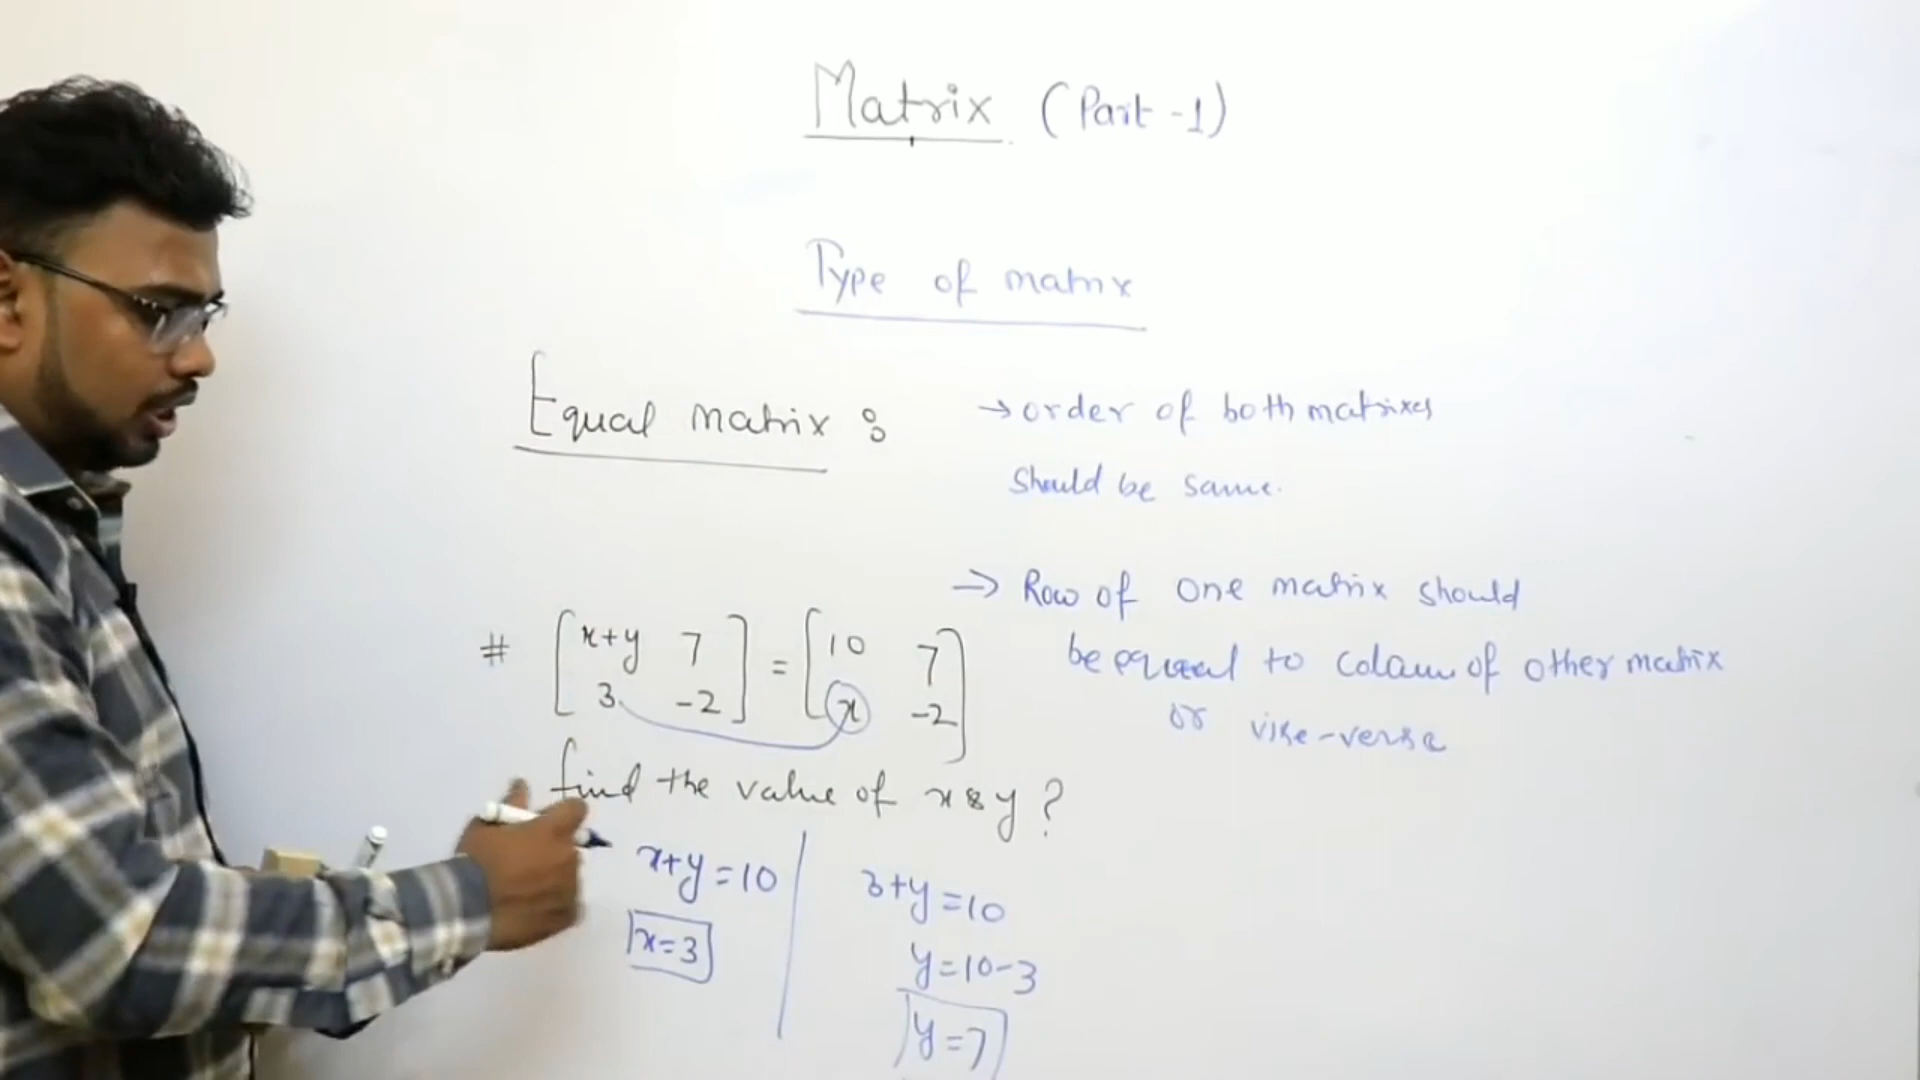 Matrix (Part-1)
Type of matrix
Equal matrix :
→ order of both matrixes
should be same.
→ Row of one matrix should
be equal to of other matrix
or vise-versa
# [x+y 7] = [10 7]
[3 -2] [x -2]
find the value of x & y ?
x+y=10
x=3
3+y=10
y=10-3
y=7